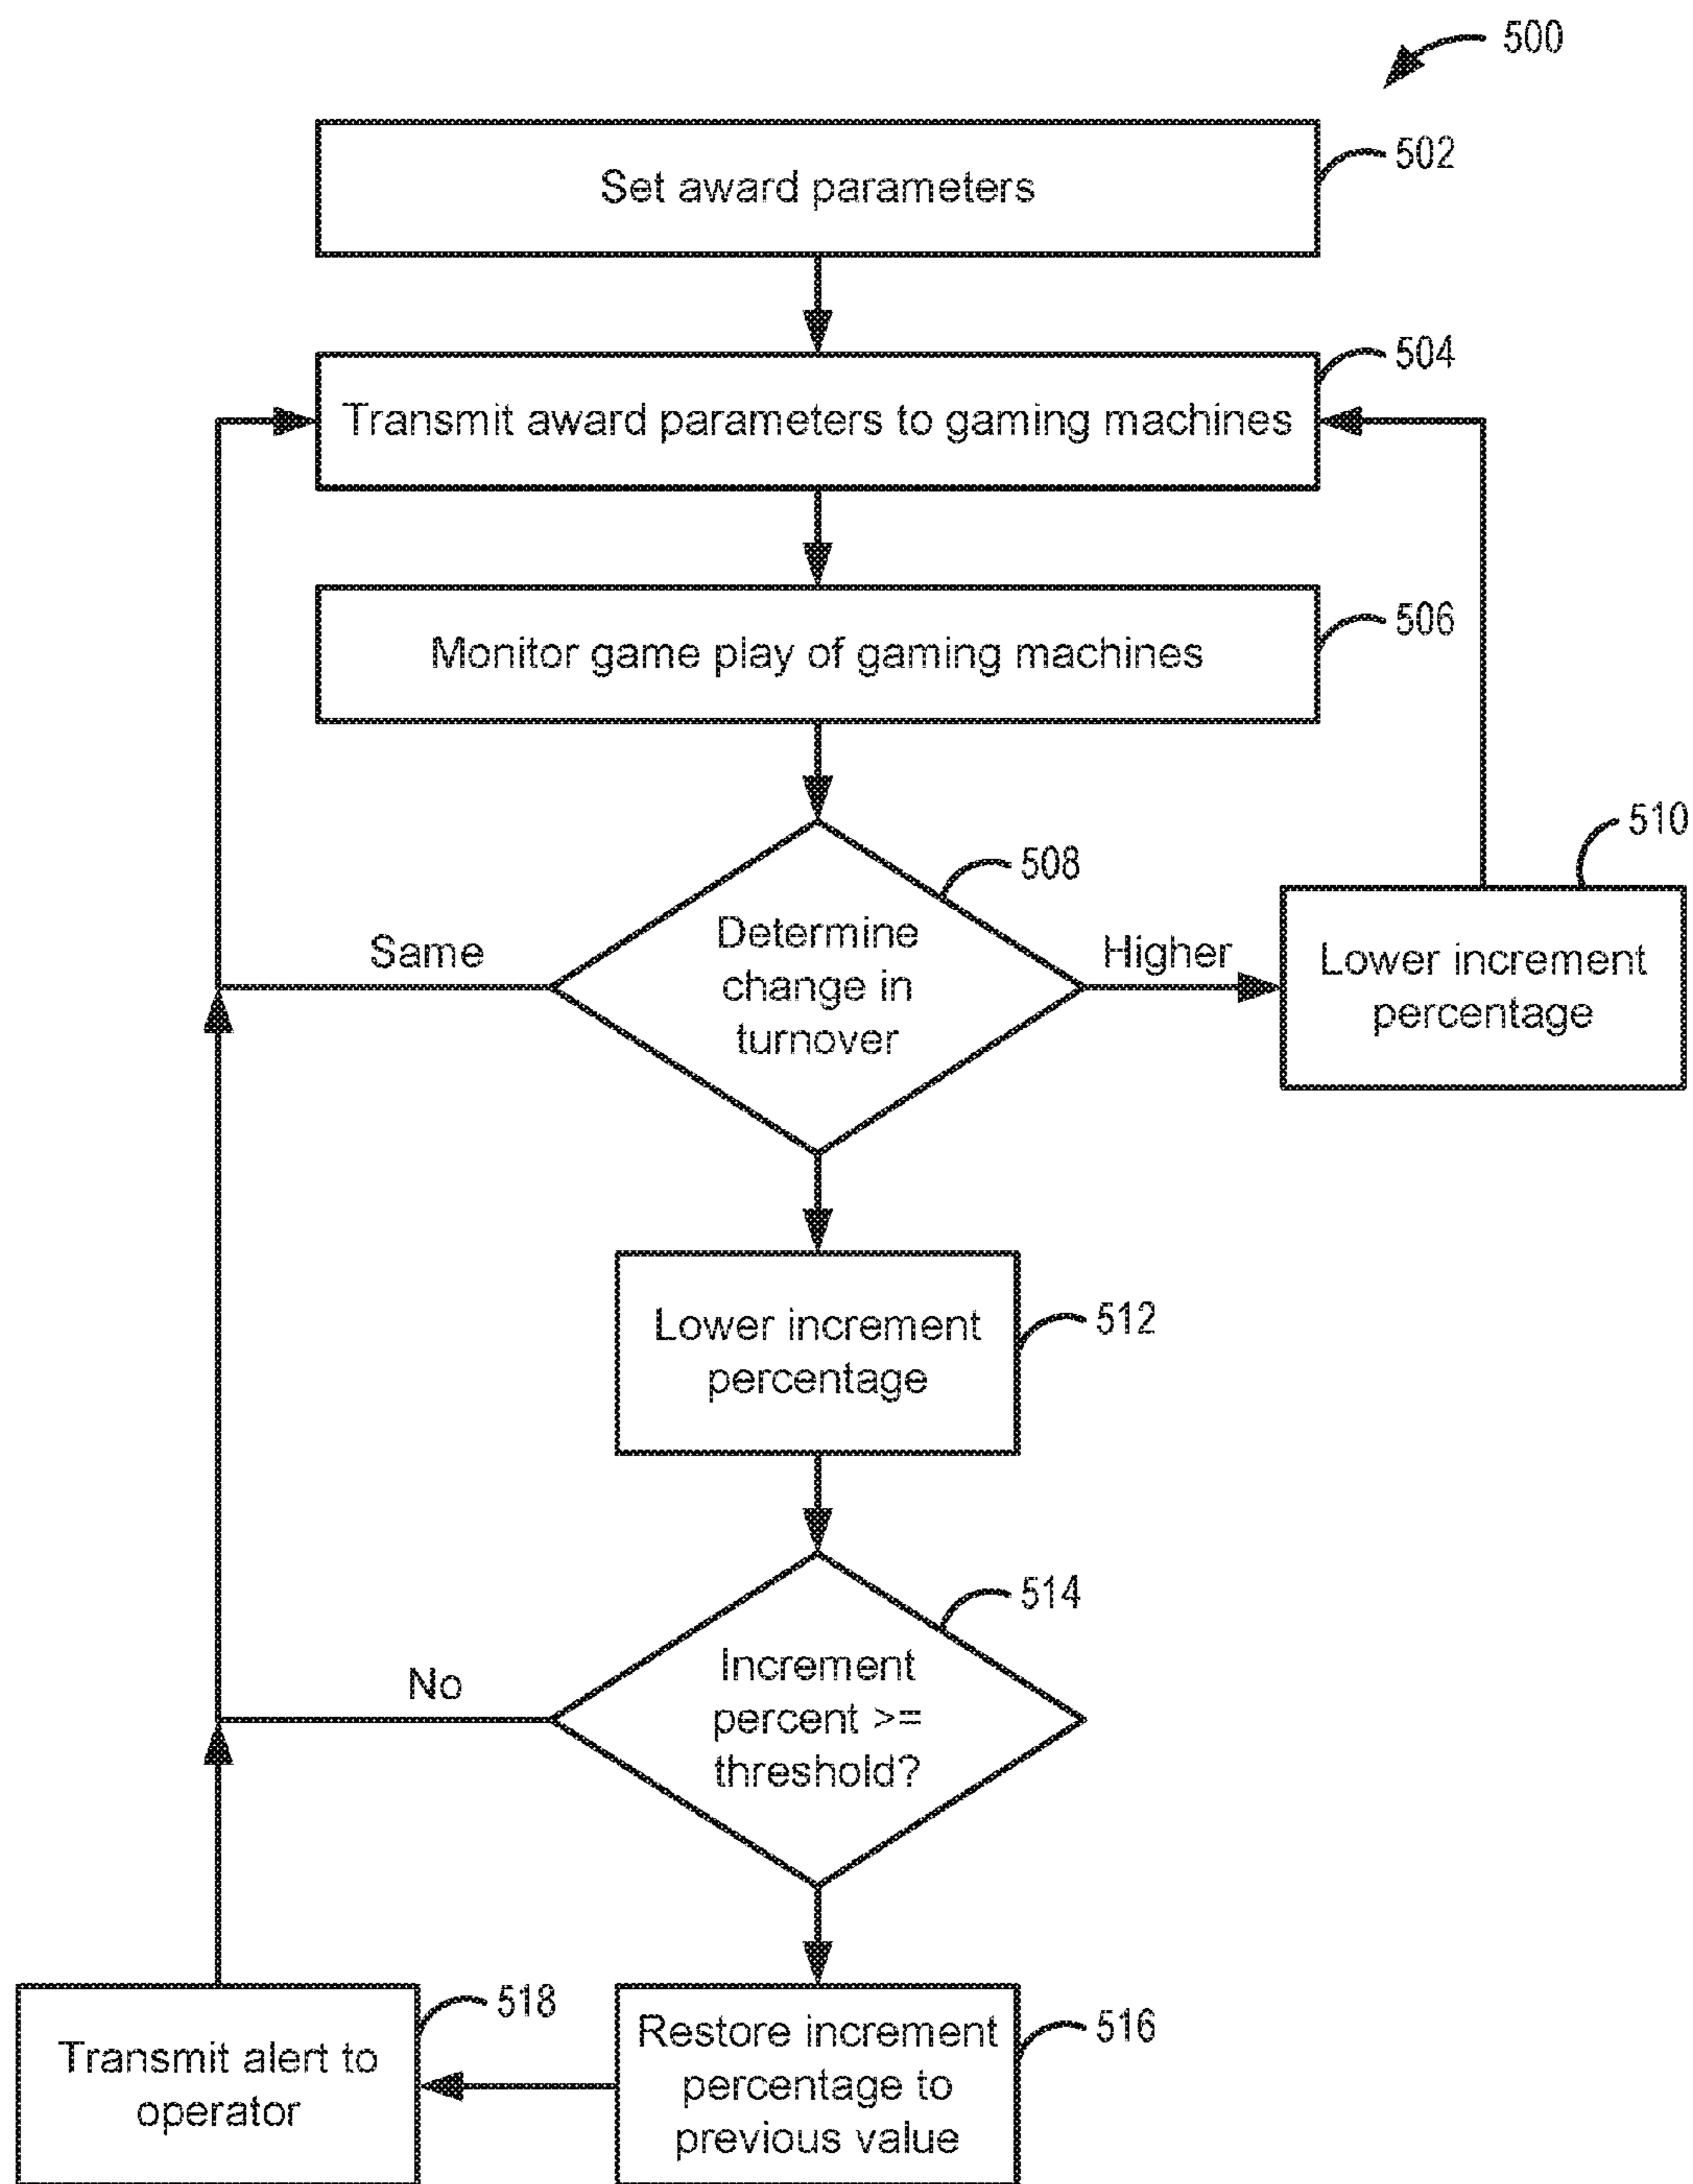 500
Set award parameters
502
Transmit award parameters to gaming machines
504
Monitor game play of gaming machines
506
508
Determine
change in
turnover
Same
Higher
510
Lower increment
percentage
Lower increment
percentage
512
514
Increment
percent >=
threshold?
No
518
Transmit alert to
operator
Restore increment
percentage to
previous value
516